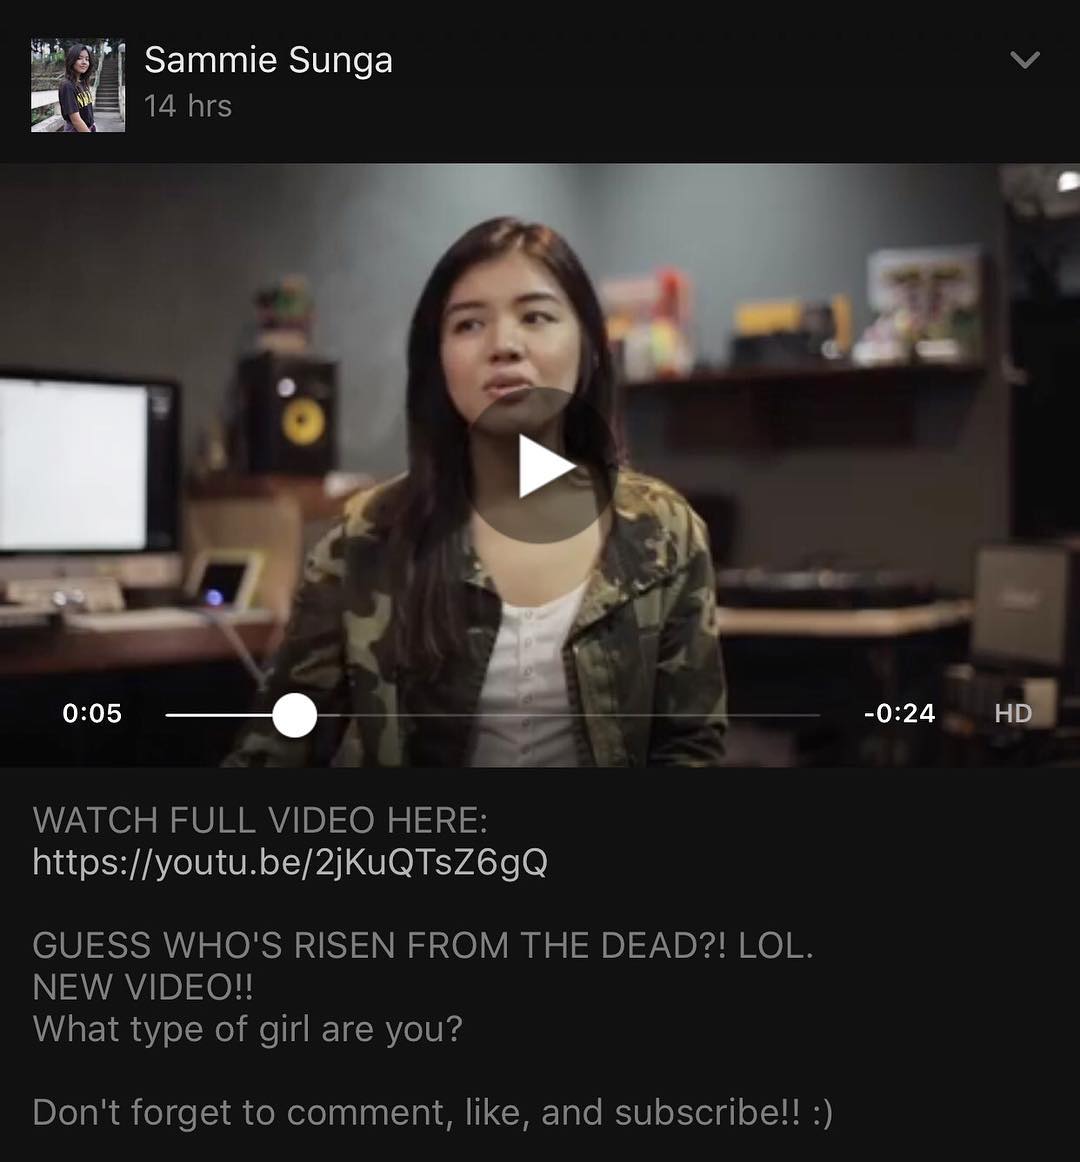 Sammie Sunga
14 hrs
0:05
-0:24
HD
WATCH FULL VIDEO HERE:
https://youtu.be/2jKuQTsZ6gQ
GUESS WHO'S RISEN FROM THE DEAD?! LOL.
NEW VIDEO!!
What type of girl are you?
Don't forget to comment, like, and subscribe!! :)